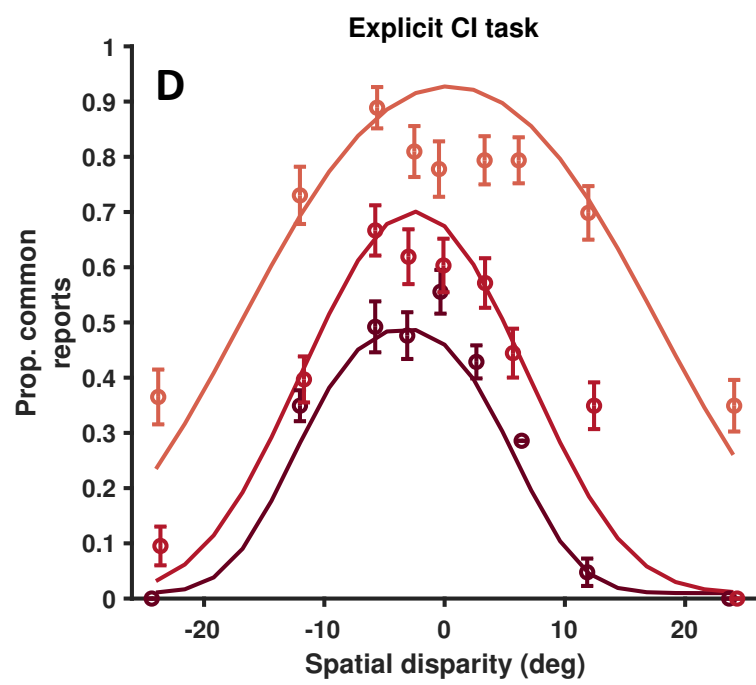 Explicit CI task
D
1
0.9
0.8
0.7
0.6
0.5
0.4
0.3
0.2
0.1
0
Prop. common
reports
-20 -10 0 10 20
Spatial disparity (deg)